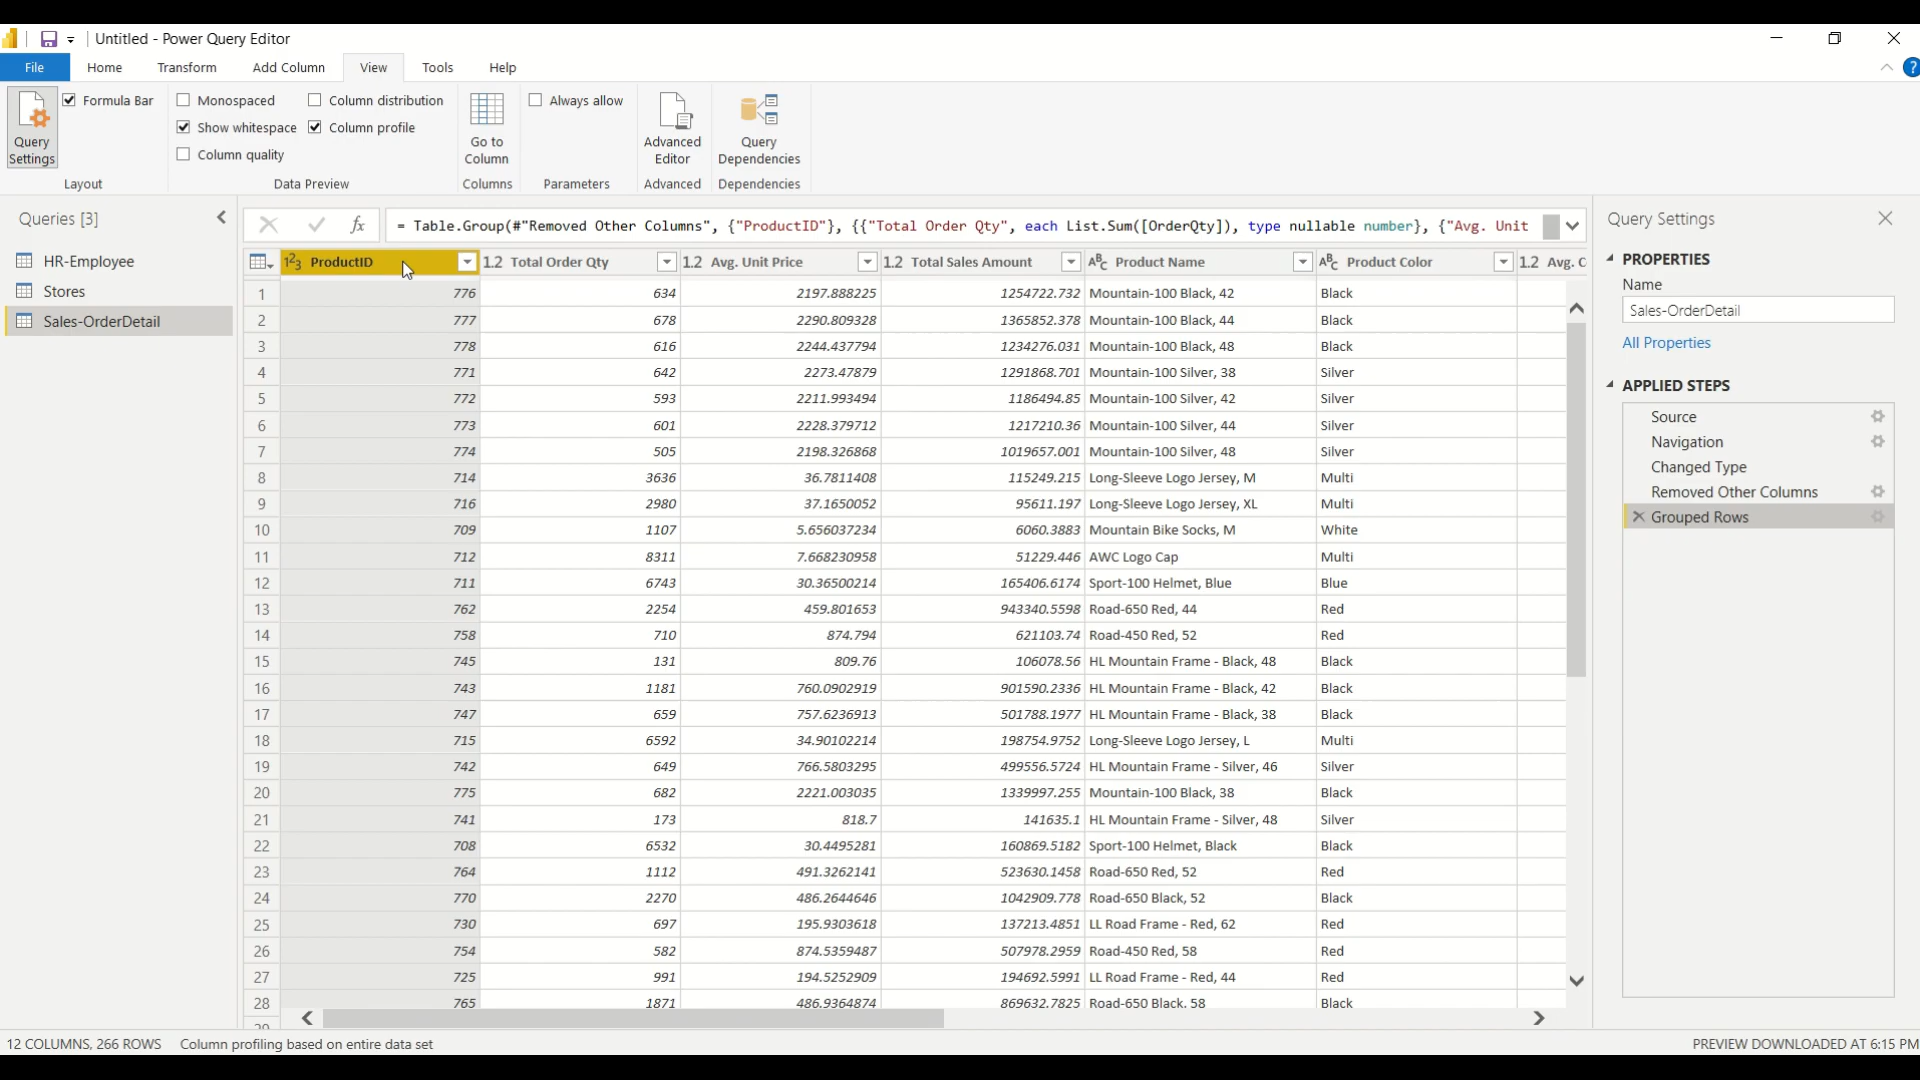 Untitled - Power Query Editor
File Home Transform Add Column View Tools Help
Query Settings
Formula Bar
Layout
Monospaced
Show whitespace
Column quality
Column distribution
Column profile
Data Preview
Go to Column
Columns
Always allow
Parameters
Advanced Editor
Advanced
Query Dependencies
Dependencies
Queries [3]
HR-Employee
Stores
Sales-OrderDetail
fx = Table.Group(#"Removed Other Columns", {"ProductID"}, {{"Total Order Qty", each List.Sum([OrderQty]), type nullable number}, {"Avg. Unit
123 ProductID 1.2 Total Order Qty 1.2 Avg. Unit Price 1.2 Total Sales Amount ABC Product Name ABC Product Color 1.2 Avg. C
1 776 634 2197.888225 1254722.732 Mountain-100 Black, 42 Black
2 777 678 2290.809328 1365852.378 Mountain-100 Black, 44 Black
3 778 616 2244.437794 1234276.031 Mountain-100 Black, 48 Black
4 771 642 2273.47879 1291868.701 Mountain-100 Silver, 38 Silver
5 772 593 2211.993494 1186494.85 Mountain-100 Silver, 42 Silver
6 773 601 2228.379712 1217210.36 Mountain-100 Silver, 44 Silver
7 774 505 2198.326868 1019657.001 Mountain-100 Silver, 48 Silver
8 714 3636 36.7811408 115249.215 Long-Sleeve Logo Jersey, M Multi
9 716 2980 37.1650052 95611.197 Long-Sleeve Logo Jersey, XL Multi
10 709 1107 5.656037234 6060.3883 Mountain Bike Socks, M White
11 712 8311 7.668230958 51229.446 AWC Logo Cap Multi
12 711 6743 30.36500214 165406.6174 Sport-100 Helmet, Blue Blue
13 762 2254 459.801653 943340.5598 Road-650 Red, 44 Red
14 758 710 874.794 621103.74 Road-450 Red, 52 Red
15 745 131 809.76 106078.56 HL Mountain Frame - Black, 48 Black
16 743 1181 760.0902919 901590.2336 HL Mountain Frame - Black, 42 Black
17 747 659 757.6236913 501788.1977 HL Mountain Frame - Black, 38 Black
18 715 6592 34.90102214 198754.9752 Long-Sleeve Logo Jersey, L Multi
19 742 649 766.5803295 499556.5724 HL Mountain Frame - Silver, 46 Silver
20 775 682 2221.003035 1339997.255 Mountain-100 Black, 38 Black
21 741 173 818.7 141635.1 HL Mountain Frame - Silver, 48 Silver
22 708 6532 30.4495281 160869.5182 Sport-100 Helmet, Black Black
23 764 1112 491.3262141 523630.1458 Road-650 Red, 52 Red
24 770 2270 486.2644646 1042909.778 Road-650 Black, 52 Black
25 730 697 195.9303618 137213.4851 LL Road Frame - Red, 62 Red
26 754 582 874.5359487 507978.2959 Road-450 Red, 58 Red
27 725 991 194.5252909 194692.5991 LL Road Frame - Red, 44 Red
28 765 1871 486.9364874 869632.7825 Road-650 Black, 58 Black
29
Query Settings
PROPERTIES
Name
Sales-OrderDetail
All Properties
APPLIED STEPS
Source
Navigation
Changed Type
Removed Other Columns
Grouped Rows
12 COLUMNS, 266 ROWS Column profiling based on entire data set PREVIEW DOWNLOADED AT 6:15 PM